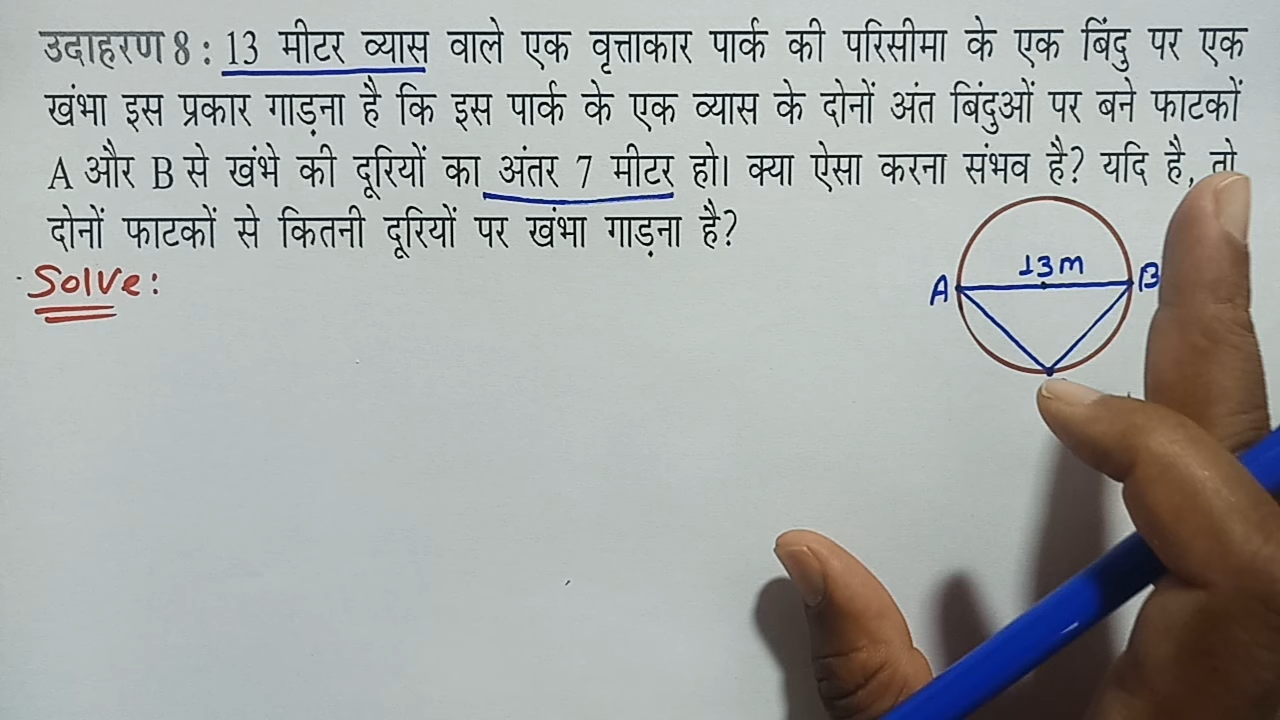 उदाहरण 8 : 13 मीटर व्यास वाले एक वृत्ताकार पार्क की परिसीमा के एक बिंदु पर एक
खंभा इस प्रकार गाड़ना है कि इस पार्क के एक व्यास के दोनों अंत बिंदुओं पर बने फाटकों
A और B से खंभे की दूरियों का अंतर 7 मीटर हो। क्या ऐसा करना संभव है? यदि है, तो
दोनों फाटकों से कितनी दूरियों पर खंभा गाड़ना है?
Solve:
13m
A
B